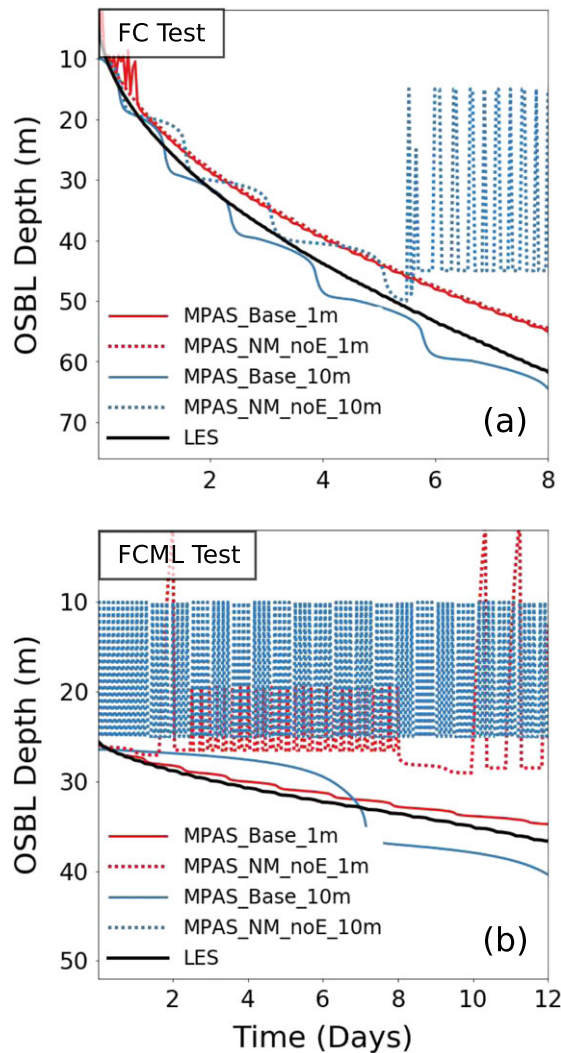 FC Test
10
20
30
40
50
60
70
OSBL Depth (m)
MPAS_Base_1m
MPAS_NM_noE_1m
MPAS_Base_10m
MPAS_NM_noE_10m
LES
(a)
2
4
6
8
FCML Test
10
20
30
40
50
OSBL Depth (m)
MPAS_Base_1m
MPAS_NM_noE_1m
MPAS_Base_10m
MPAS_NM_noE_10m
LES
(b)
2
4
6
8
10
12
Time (Days)